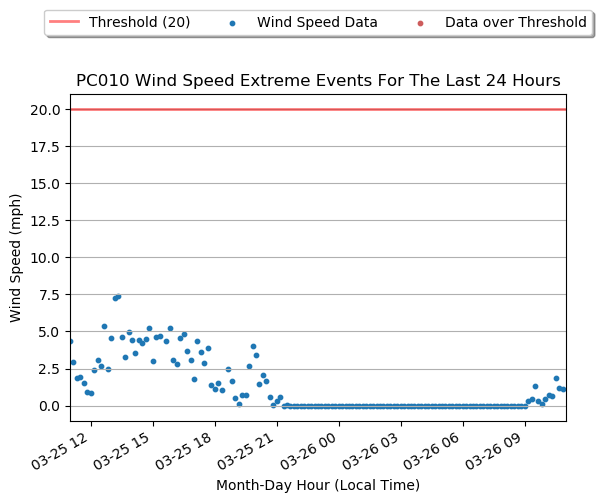 Threshold (20) Wind Speed Data Data over Threshold
PC010 Wind Speed Extreme Events For The Last 24 Hours
20.0
17.5
15.0
12.5
10.0
7.5
5.0
2.5
0.0
Wind Speed (mph)
03-25 12 03-25 15 03-25 18 03-25 21 03-26 00 03-26 03 03-26 06 03-26 09
Month-Day Hour (Local Time)